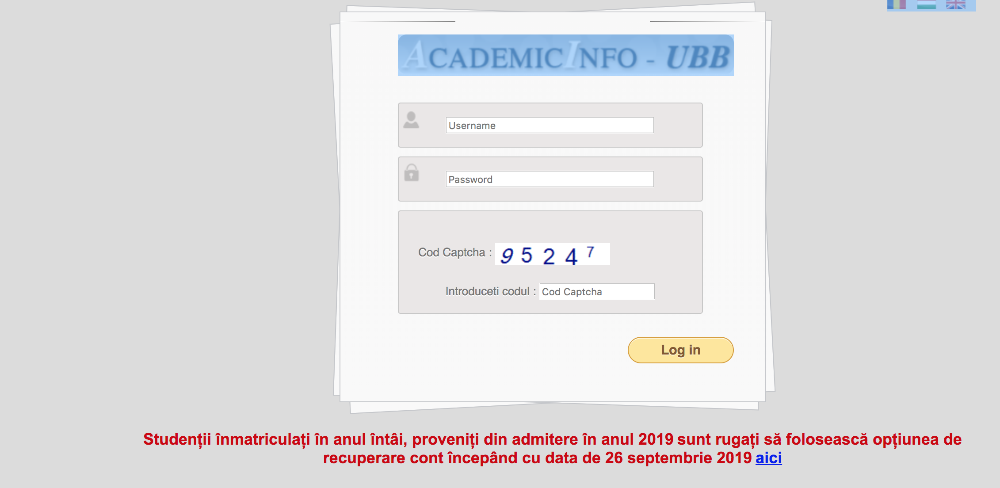 ACADEMICINFO - UBB
Username
Password
Cod Captcha : 9 5 2 4 7
Introduceti codul : Cod Captcha
Log in
Studenții înmatriculați în anul întâi, proveniți din admitere în anul 2019 sunt rugați să folosească opțiunea de
recuperare cont începând cu data de 26 septembrie 2019 aici